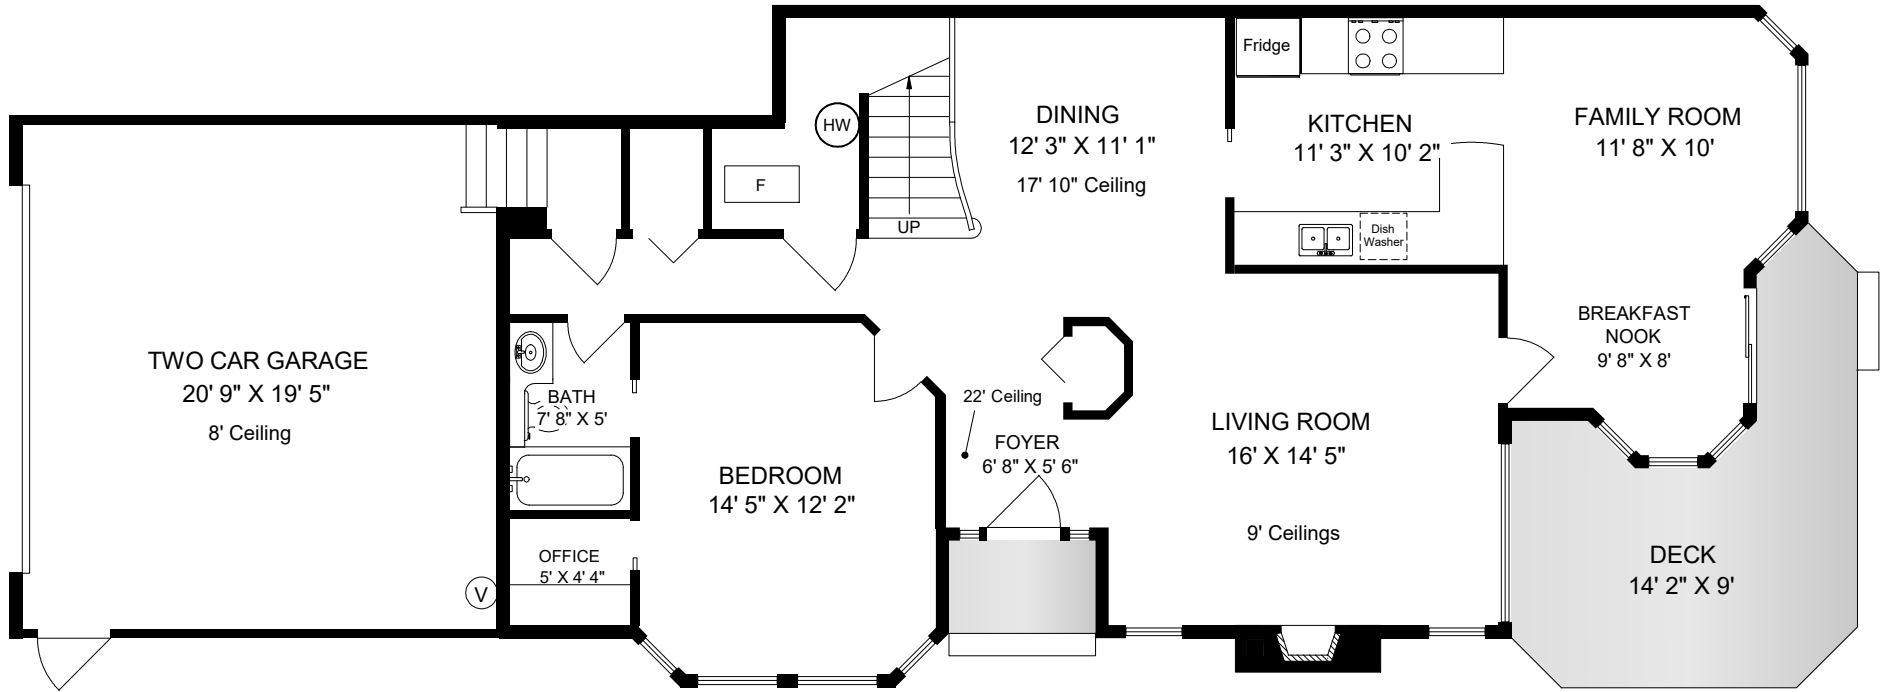 TWO CAR GARAGE
20' 9" X 19' 5"
8' Ceiling
V
HW
F
UP
DINING
12' 3" X 11' 1"
17' 10" Ceiling
Fridge
KITCHEN
11' 3" X 10' 2"
Dish
Washer
FAMILY ROOM
11' 8" X 10'
BREAKFAST
NOOK
9' 8" X 8'
BATH
7' 8" X 5'
OFFICE
5' X 4' 4"
BEDROOM
14' 5" X 12' 2"
22' Ceiling
FOYER
6' 8" X 5' 6"
LIVING ROOM
16' X 14' 5"
9' Ceilings
DECK
14' 2" X 9'